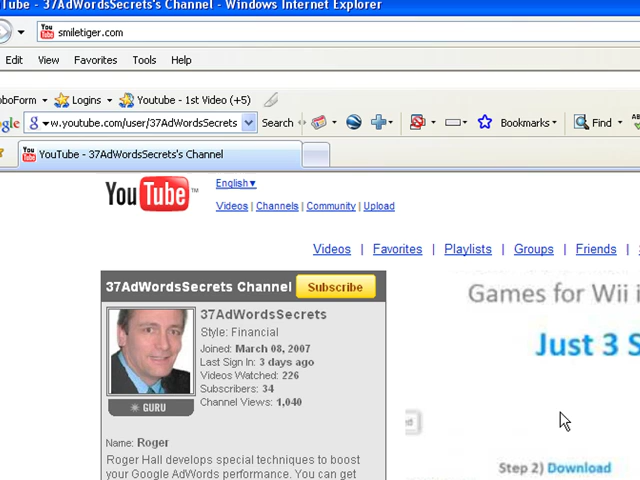 Tube - 37AdWordsSecrets's Channel - Windows Internet Explorer
smiletiger.com
Edit View Favorites Tools Help
boForm Logins Youtube - 1st Video (+5)
gle w.youtube.com/user/37AdWordsSecrets Search Bookmarks Find
YouTube - 37AdWordsSecrets's Channel
YouTube TM English
Videos | Channels | Community | Upload
Videos | Favorites | Playlists | Groups | Friends |
37AdWordsSecrets Channel Subscribe
Games for Wii i
37AdWordsSecrets
Style: Financial
Just 3 S
Joined: March 08, 2007
Last Sign In: 3 days ago
Videos Watched: 226
Subscribers: 34
Channel Views: 1,040
GURU
Name: Roger
Roger Hall develops special techniques to boost
your Google AdWords performance. You can get
Step 2) Download